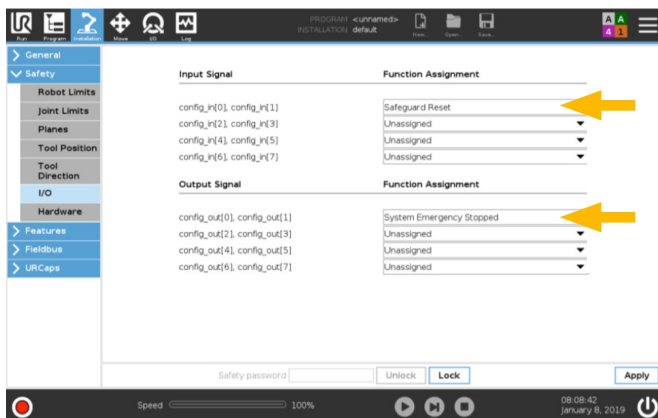 PROGRAM <unnamed>
INSTALLATION default
Run Program Installation Move I/O Log New... Open... Save...
A A
4 1
General
Safety
Robot Limits
Joint Limits
Planes
Tool Position
Tool
Direction
I/O
Hardware
Features
Fieldbus
URCaps
Input Signal Function Assignment
config_in[0], config_in[1] Safeguard Reset
config_in[2], config_in[3] Unassigned
config_in[4], config_in[5] Unassigned
config_in[6], config_in[7] Unassigned
Output Signal Function Assignment
config_out[0], config_out[1] System Emergency Stopped
config_out[2], config_out[3] Unassigned
config_out[4], config_out[5] Unassigned
config_out[6], config_out[7] Unassigned
Safety password Unlock Lock Apply
Speed 100%
08:08:42
January 8, 2019